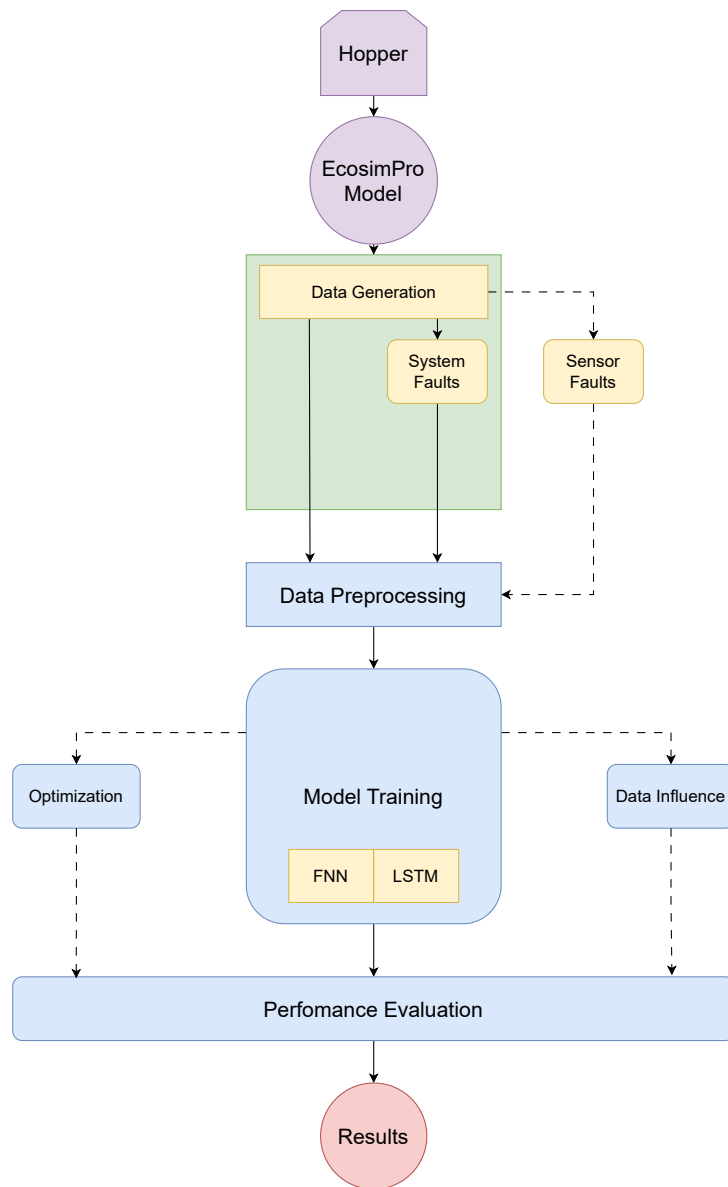 Hopper
EcosimPro
Model
Data Generation
System
Faults
Sensor
Faults
Data Preprocessing
Optimization
Model Training
Data Influence
FNN
LSTM
Perfomance Evaluation
Results